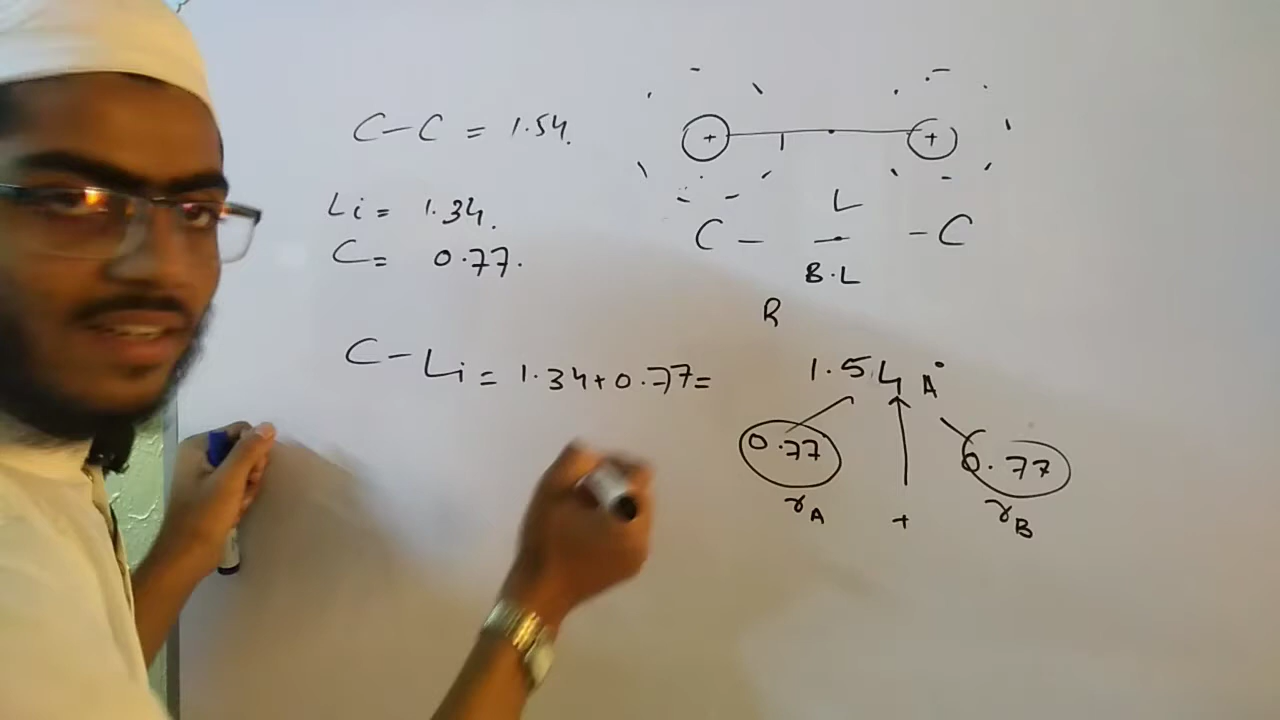 C-C = 1.54.
Li = 1.34.
C = 0.77.
C-Li = 1.34+0.77=
+ +
L
C - - -C
B.L
R
1.54 A°
0.77 0.77
rA + rB